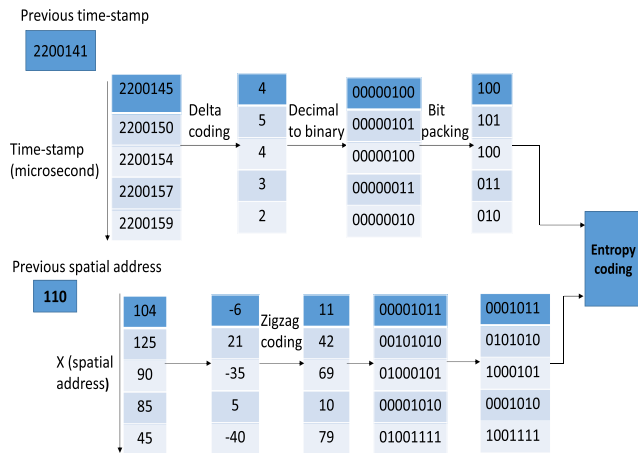 Previous time-stamp
2200141
2200145 4 00000100 100
Delta coding Decimal to binary Bit packing
2200150 5 00000101 101
Time-stamp (microsecond)
2200154 4 00000100 100
2200157 3 00000011 011
2200159 2 00000010 010
Entropy coding
Previous spatial address
110
104 -6 11 00001011 0001011
Zigzag coding
125 21 42 00101010 0101010
X (spatial address)
90 -35 69 01000101 1000101
85 5 10 00001010 0001010
45 -40 79 01001111 1001111